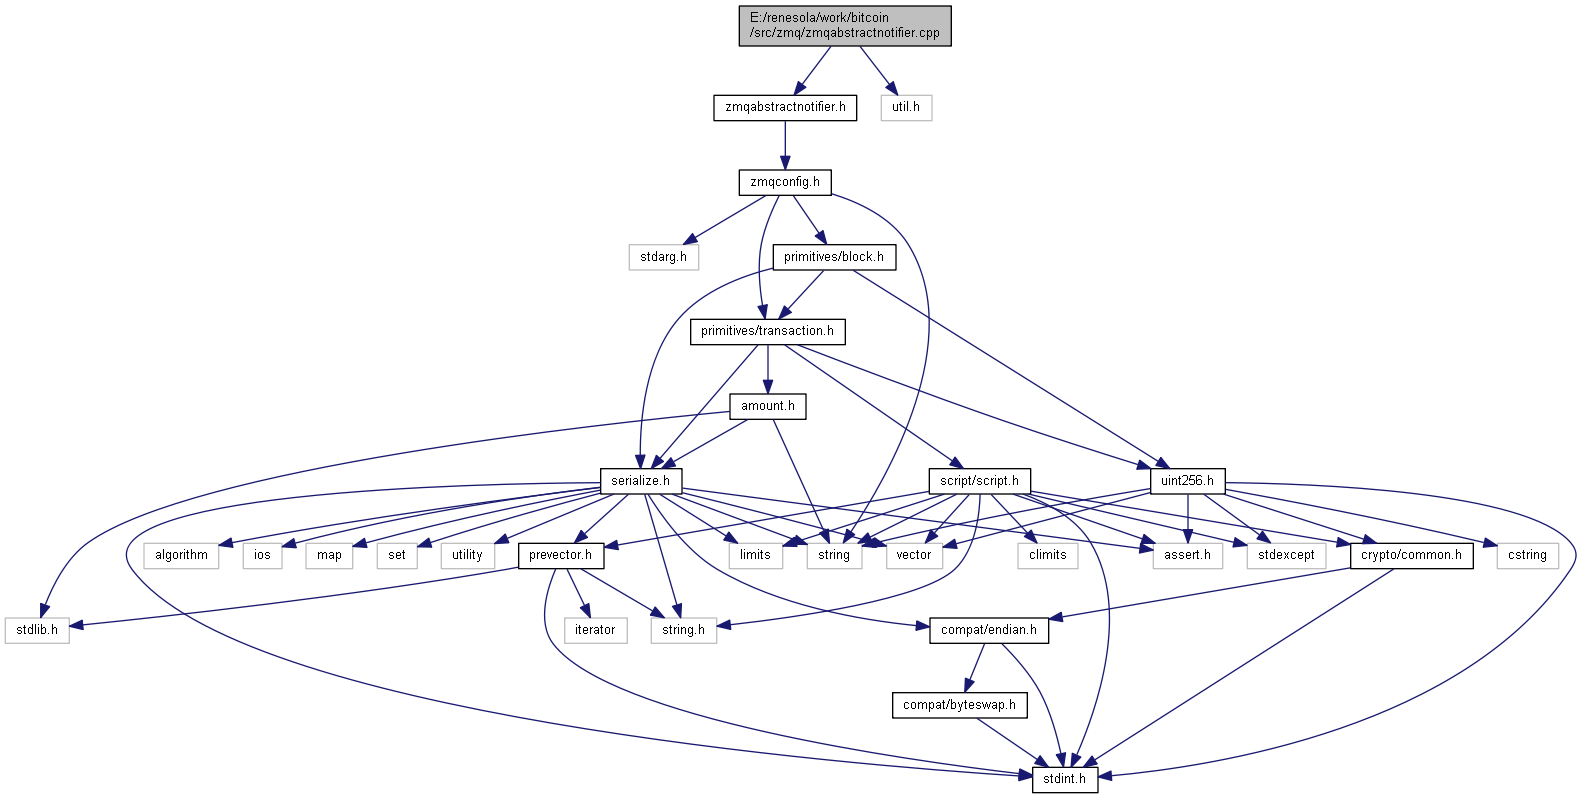 E:/renesola/work/bitcoin
/src/zmq/zmqabstractnotifier.cpp
zmqabstractnotifier.h
util.h
zmqconfig.h
stdarg.h
primitives/block.h
primitives/transaction.h
amount.h
serialize.h
script/script.h
uint256.h
algorithm
ios
map
set
utility
prevector.h
limits
string
vector
climits
assert.h
stdexcept
crypto/common.h
cstring
stdlib.h
iterator
string.h
compat/endian.h
compat/byteswap.h
stdint.h